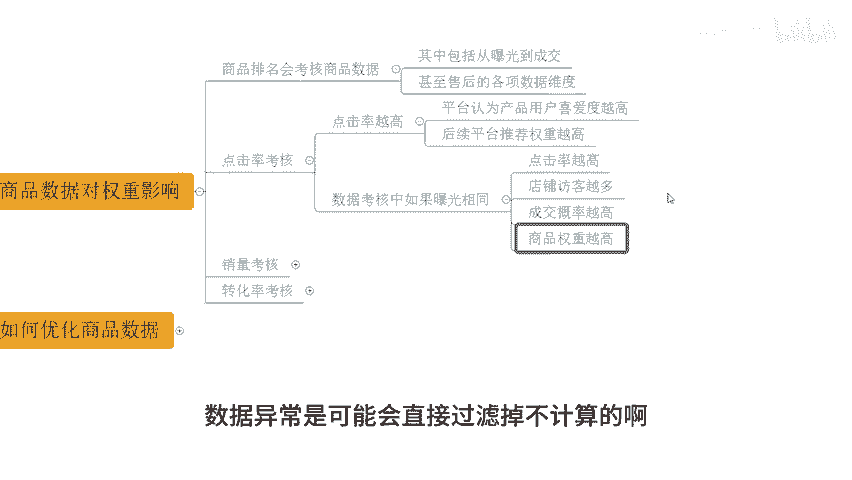 商品数据对权重影响
商品排名会考核商品数据
其中包括从曝光到成交
甚至售后的各项数据维度
点击率考核
点击率越高
平台认为产品用户喜爱度越高
后续平台推荐权重越高
数据考核中如果曝光相同
点击率越高
店铺访客越多
成交概率越高
商品权重越高
销量考核
转化率考核
如何优化商品数据
数据异常是可能会直接过滤掉不计算的啊